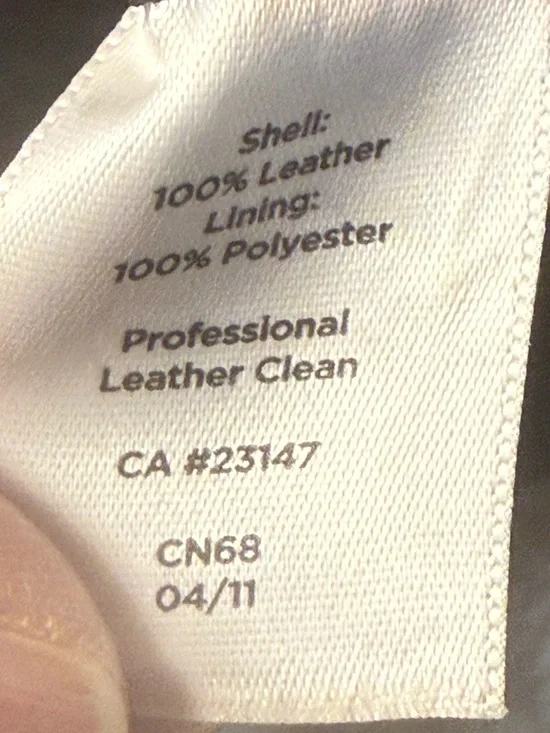 Shell:
100% Leather
Lining:
100% Polyester
Professional
Leather Clean
CA #23147
CN68
04/11